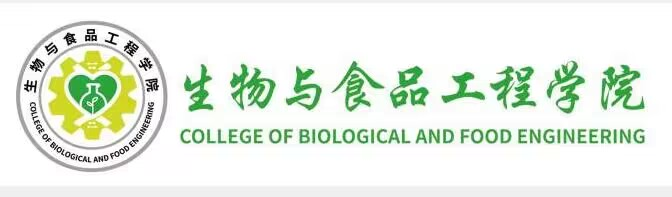 生物与食品工程学院
COLLEGE OF BIOLOGICAL AND FOOD ENGINEERING
生物与食品工程学院
COLLEGE OF BIOLOGICAL AND FOOD ENGINEERING